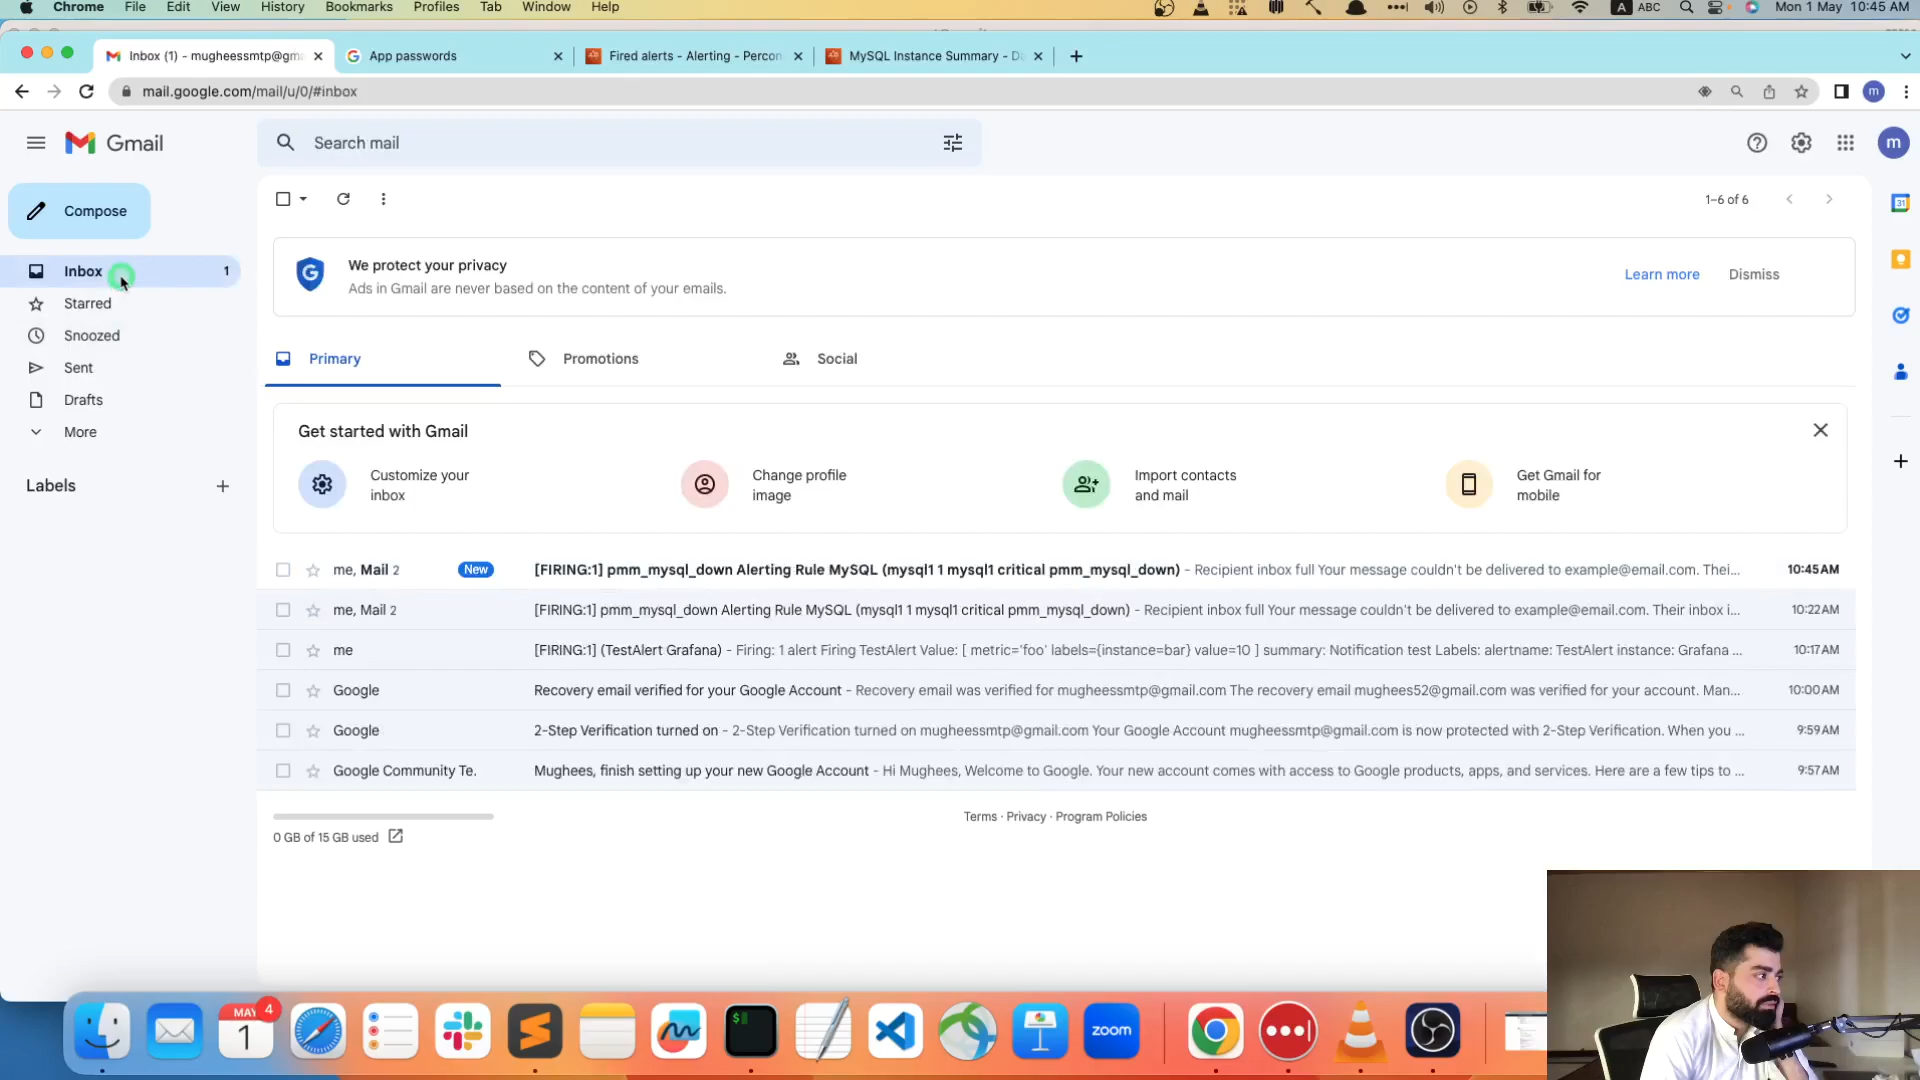 Chrome File Edit View History Bookmarks Profiles Tab Window Help A ABC Mon 1 May 10:45 AM
Inbox (1) - mugheessmtp@gm App passwords Fired alerts - Alerting - Percon MySQL Instance Summary - D
mail.google.com/mail/u/0/#inbox m
Gmail Search mail m
Compose 1–6 of 6
We protect your privacy
Ads in Gmail are never based on the content of your emails.
Learn more Dismiss
Inbox 1
Starred
Snoozed
Sent
Drafts
More
Labels
Primary Promotions Social
Get started with Gmail
Customize your inbox
Change profile image
Import contacts and mail
Get Gmail for mobile
me, Mail 2 New [FIRING:1] pmm_mysql_down Alerting Rule MySQL (mysql1 1 mysql1 critical pmm_mysql_down) - Recipient inbox full Your message couldn't be delivered to example@email.com. Thei... 10:45 AM
me, Mail 2 [FIRING:1] pmm_mysql_down Alerting Rule MySQL (mysql1 1 mysql1 critical pmm_mysql_down) - Recipient inbox full Your message couldn't be delivered to example@email.com. Their inbox i... 10:22 AM
me [FIRING:1] (TestAlert Grafana) - Firing: 1 alert Firing TestAlert Value: [ metric='foo' labels={instance=bar} value=10 ] summary: Notification test Labels: alertname: TestAlert instance: Grafana ... 10:17 AM
Google Recovery email verified for your Google Account - Recovery email was verified for mugheessmtp@gmail.com The recovery email mughees52@gmail.com was verified for your account. Man... 10:00 AM
Google 2-Step Verification turned on - 2-Step Verification turned on mugheessmtp@gmail.com Your Google Account mugheessmtp@gmail.com is now protected with 2-Step Verification. When you ... 9:59 AM
Google Community Te. Mughees, finish setting up your new Google Account - Hi Mughees, Welcome to Google. Your new account comes with access to Google products, apps, and services. Here are a few tips to ... 9:57 AM
Terms · Privacy · Program Policies
0 GB of 15 GB used
MAY 1 4
31
$
zoom